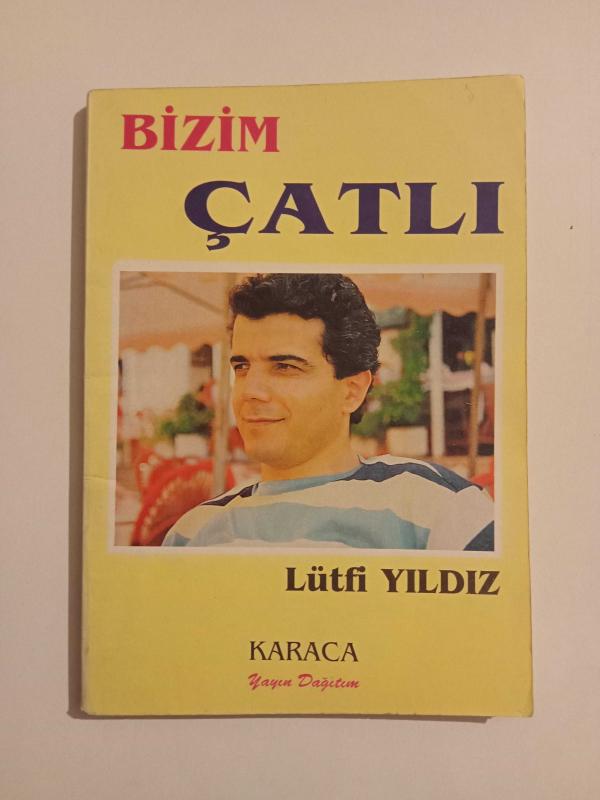 BİZİM
ÇATLI
Lütfi YILDIZ
KARACA
Yayın Dağıtım